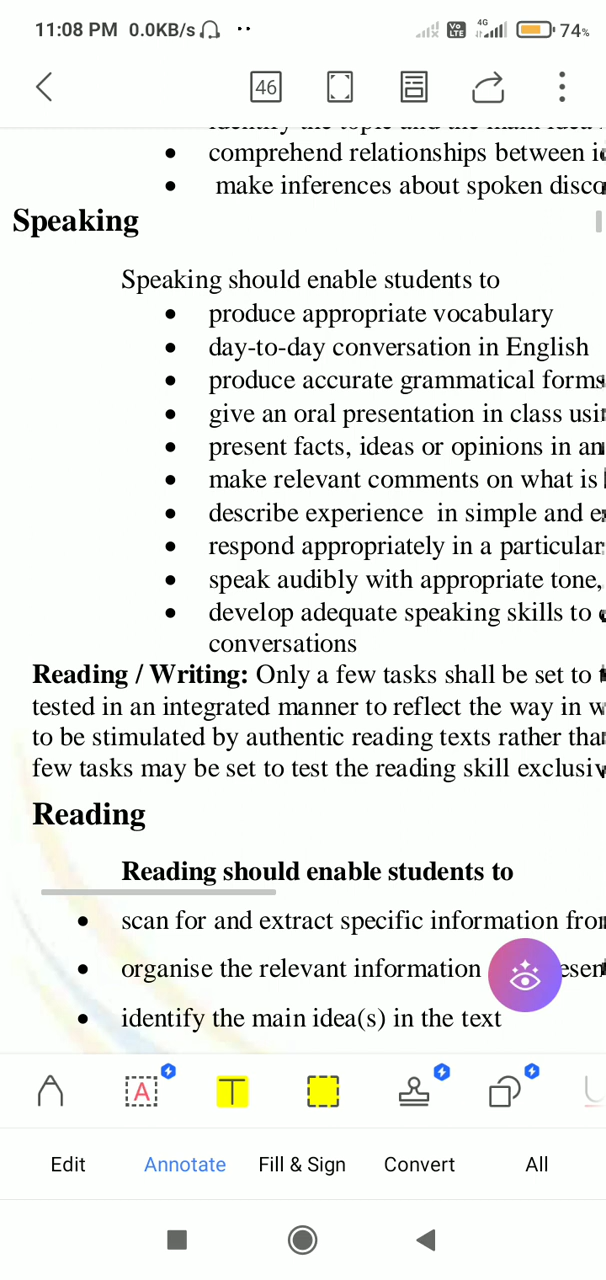 11:08 PM 0.0KB/s
Vo LTE 4G 74%
46
comprehend relationships between
make inferences about spoken
Speaking
Speaking should enable students to
• produce appropriate vocabulary
• day-to-day conversation in English
• produce accurate grammatical forms
• give an oral presentation in class
• present facts, ideas or opinions in
• make relevant comments on what is
• describe experience in simple and
• respond appropriately in a particular
• speak audibly with appropriate tone,
• develop adequate speaking skills to
conversations
Reading / Writing: Only a few tasks shall be set to
tested in an integrated manner to reflect the way in
to be stimulated by authentic reading texts rather
few tasks may be set to test the reading skill
Reading
Reading should enable students to
• scan for and extract specific information
• organise the relevant information
• identify the main idea(s) in the text
A
T
Edit Annotate Fill & Sign Convert All